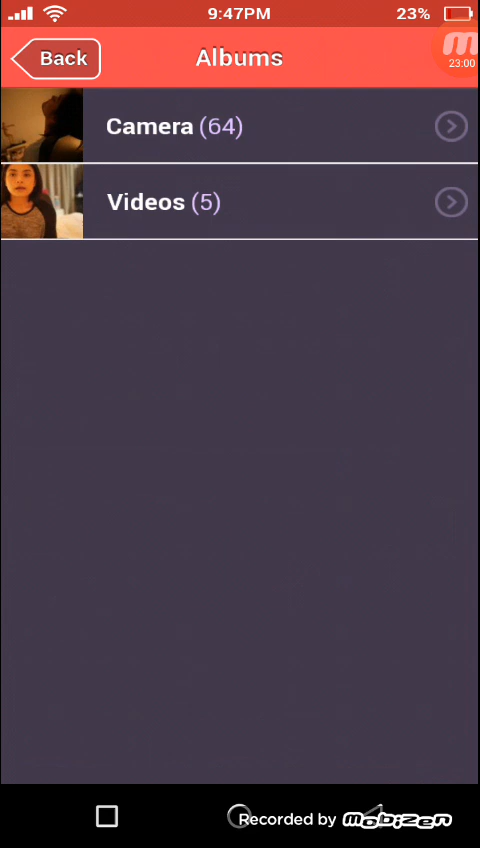 9:47PM 23%
Back Albums
23:00
Camera (64)
Videos (5)
Recorded by mobizen